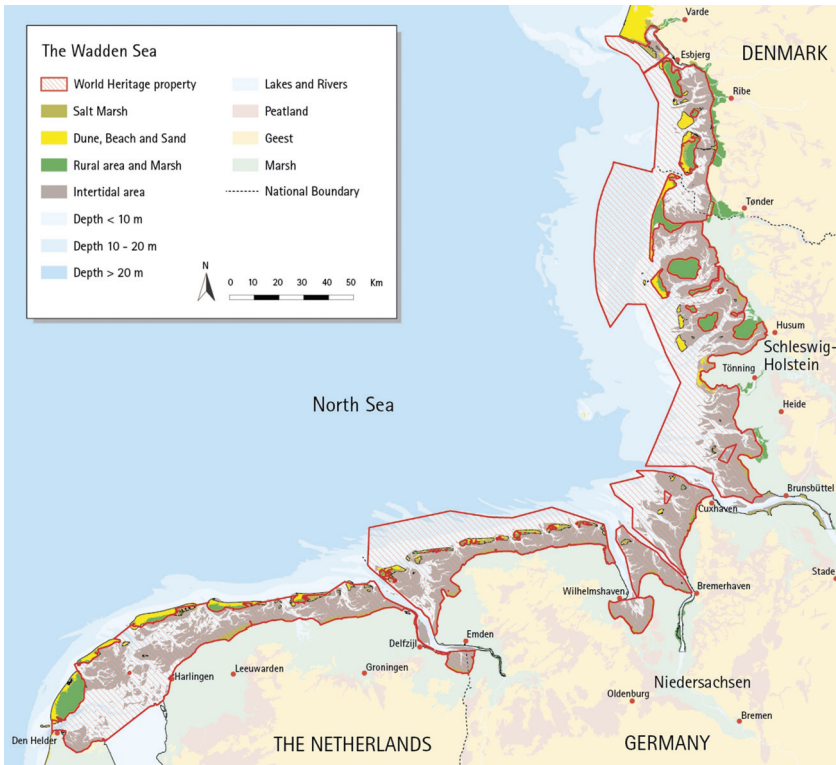 The Wadden Sea
World Heritage property
Salt Marsh
Dune, Beach and Sand
Rural area and Marsh
Intertidal area
Depth < 10 m
Depth 10 - 20 m
Depth > 20 m
Lakes and Rivers
Peatland
Geest
Marsh
National Boundary
N
0 10 20 30 40 50 Km
Varde
Esbjerg
DENMARK
Ribe
Tønder
Husum
Schleswig-
Holstein
Tönning
Heide
North Sea
Brunsbüttel
Cuxhaven
Stade
Wilhelmshaven
Bremerhaven
Emden
Delfzijl
Harlingen
Leeuwarden
Groningen
Niedersachsen
Oldenburg
Bremen
Den Helder
THE NETHERLANDS
GERMANY